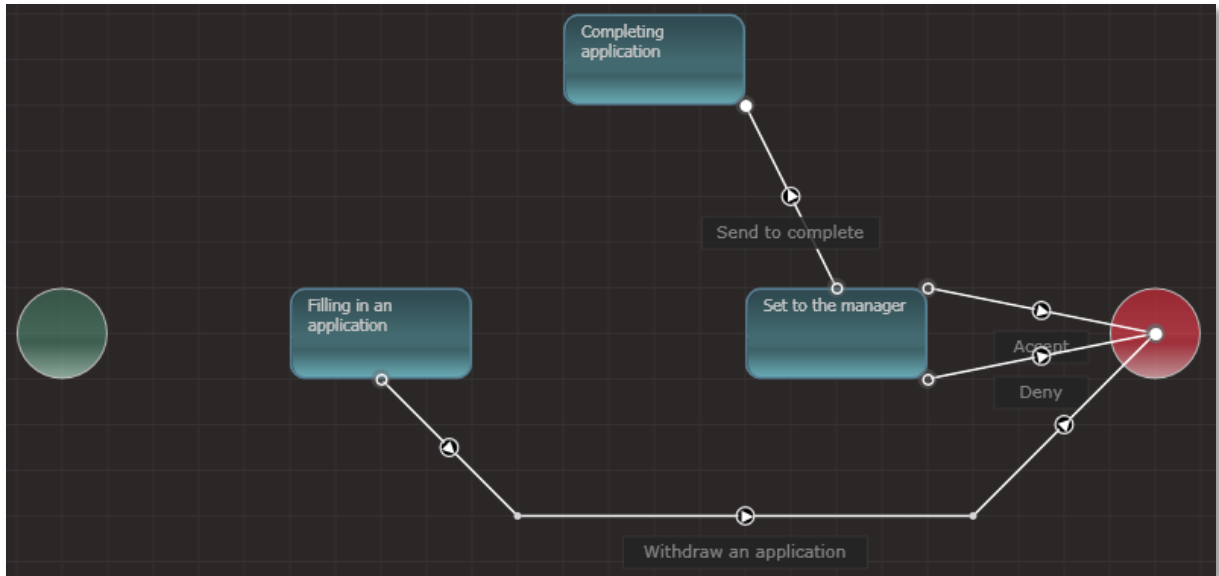 Completing
application
Send to complete
Filling in an
application
Set to the manager
Accept
Deny
Withdraw an application